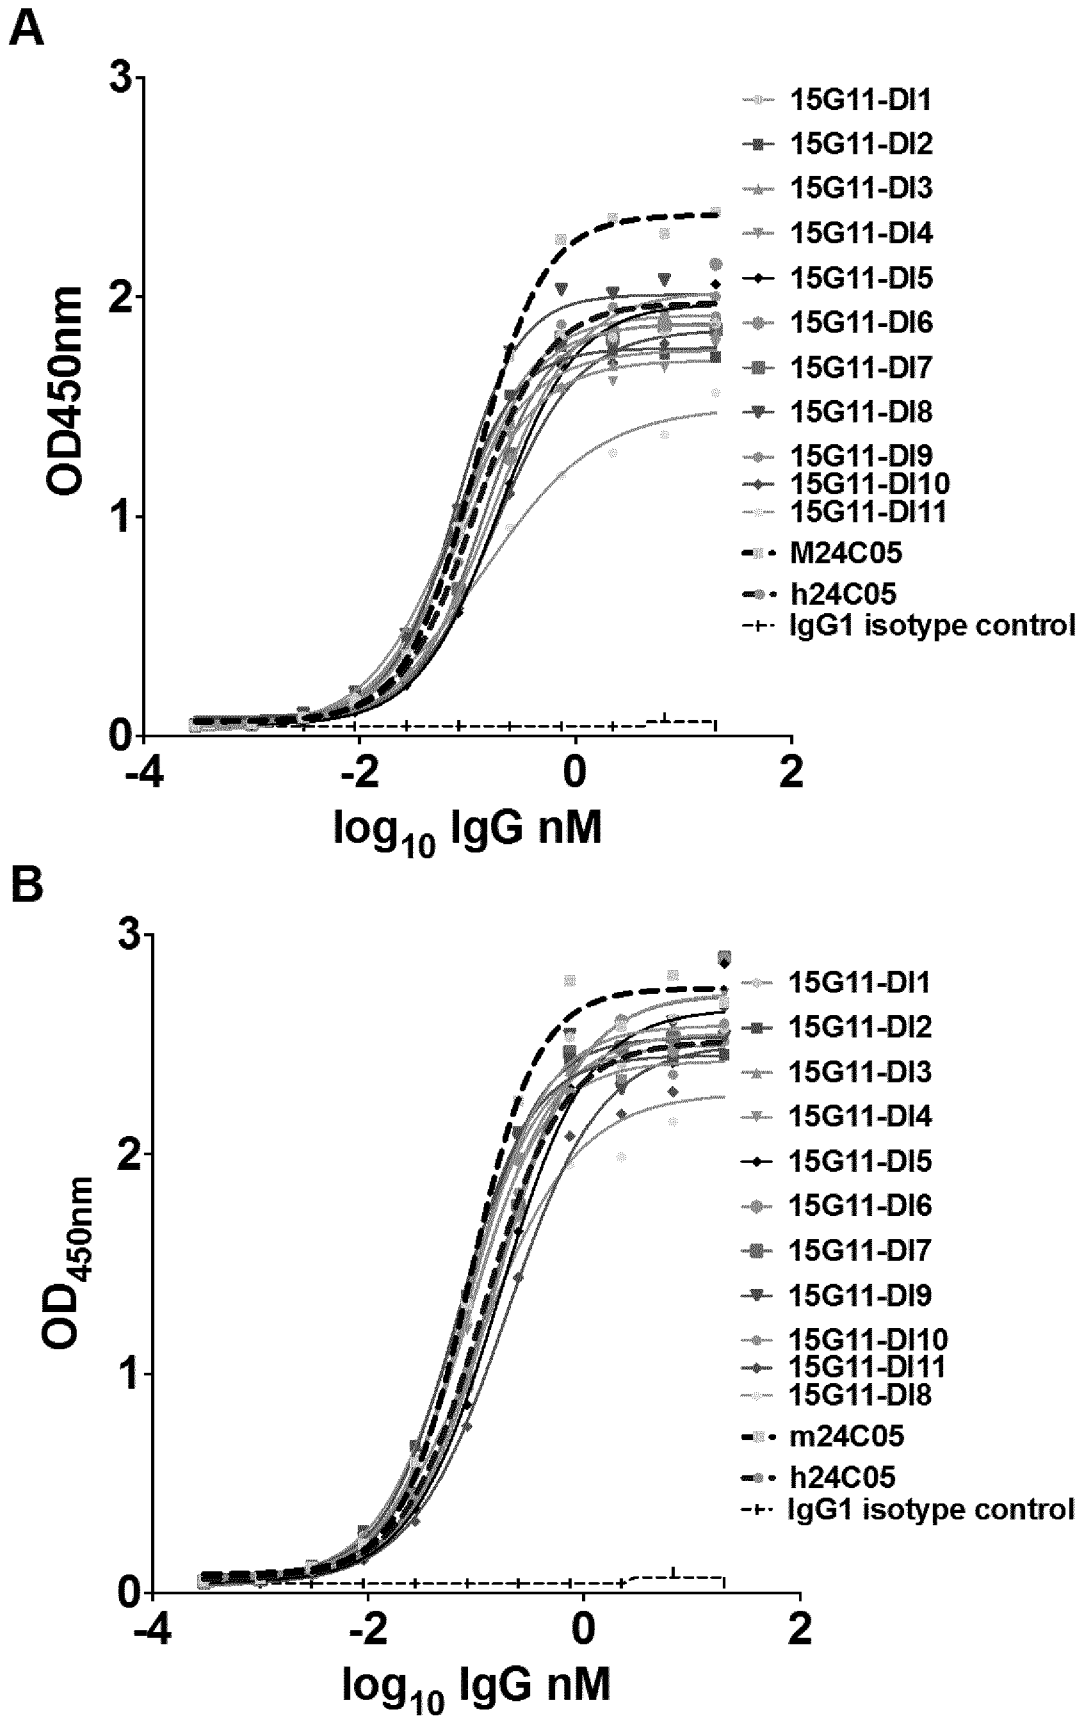 A
3
2
1
0
-4
-2
0
2
OD450nm
log10 IgG nM
15G11-DI1
15G11-DI2
15G11-DI3
15G11-DI4
15G11-DI5
15G11-DI6
15G11-DI7
15G11-DI8
15G11-DI9
15G11-DI10
15G11-DI11
M24C05
h24C05
IgG1 isotype control
B
3
2
1
0
-4
-2
0
2
OD450nm
log10 IgG nM
15G11-DI1
15G11-DI2
15G11-DI3
15G11-DI4
15G11-DI5
15G11-DI6
15G11-DI7
15G11-DI9
15G11-DI10
15G11-DI11
15G11-DI8
m24C05
h24C05
IgG1 isotype control